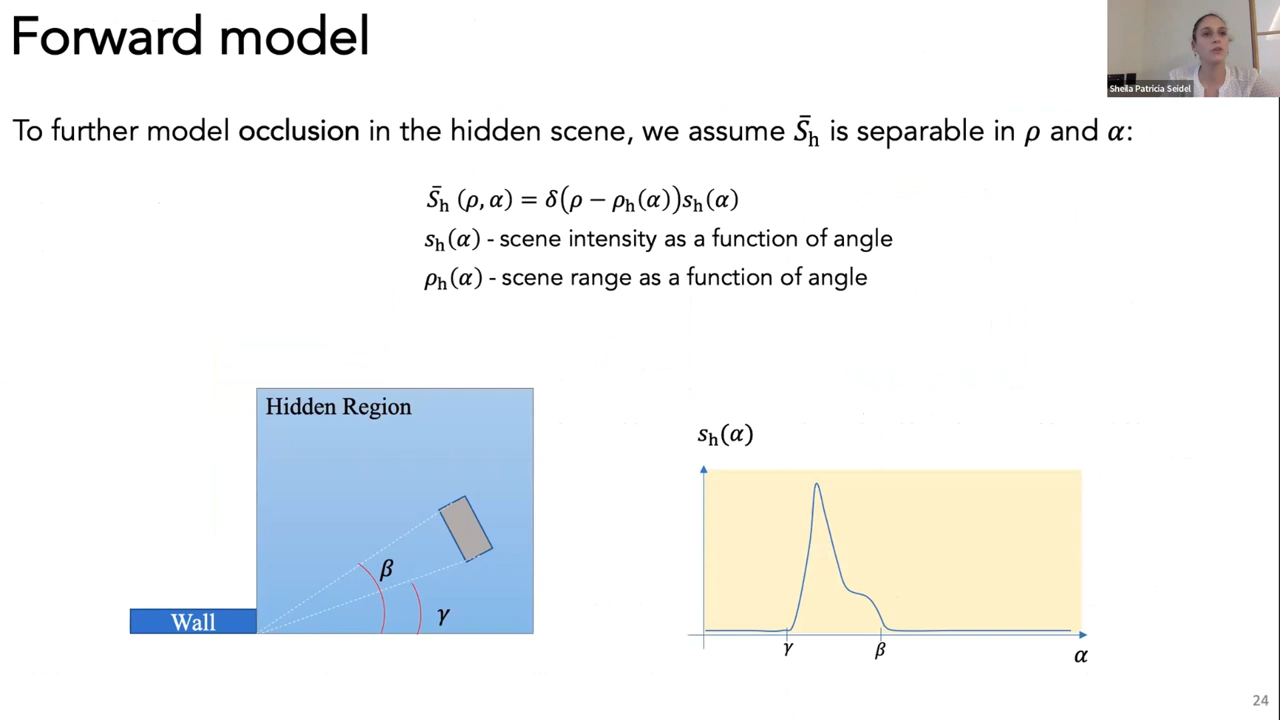 Forward model
Sheila Patricia Seidel
To further model occlusion in the hidden scene, we assume S̄ₕ is separable in ρ and α:
S̄ₕ (ρ, α) = δ(ρ − ρₕ(α))sₕ(α)
sₕ(α) - scene intensity as a function of angle
ρₕ(α) - scene range as a function of angle
Hidden Region
β
γ
Wall
sₕ(α)
γ
β
α
24